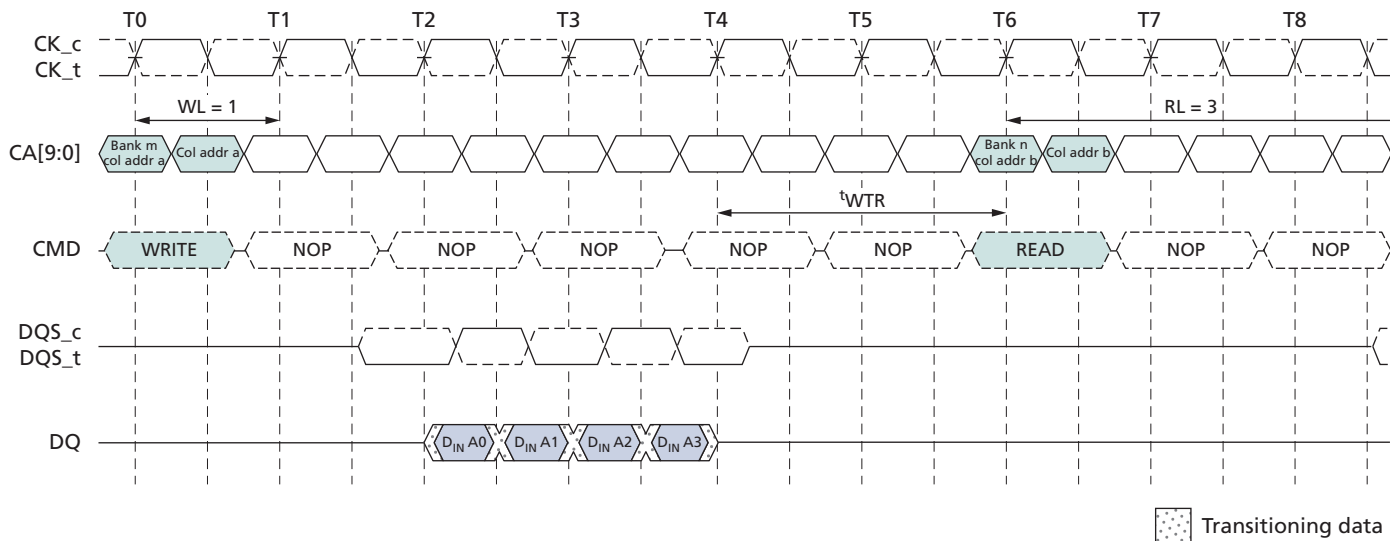 T0 T1 T2 T3 T4 T5 T6 T7 T8
CK_c
CK_t
WL = 1 RL = 3
CA[9:0] Bank m col addr a Col addr a Bank n col addr b Col addr b
tWTR
CMD WRITE NOP NOP NOP NOP NOP READ NOP NOP
DQS_c
DQS_t
DQ DIN A0 DIN A1 DIN A2 DIN A3
Transitioning data